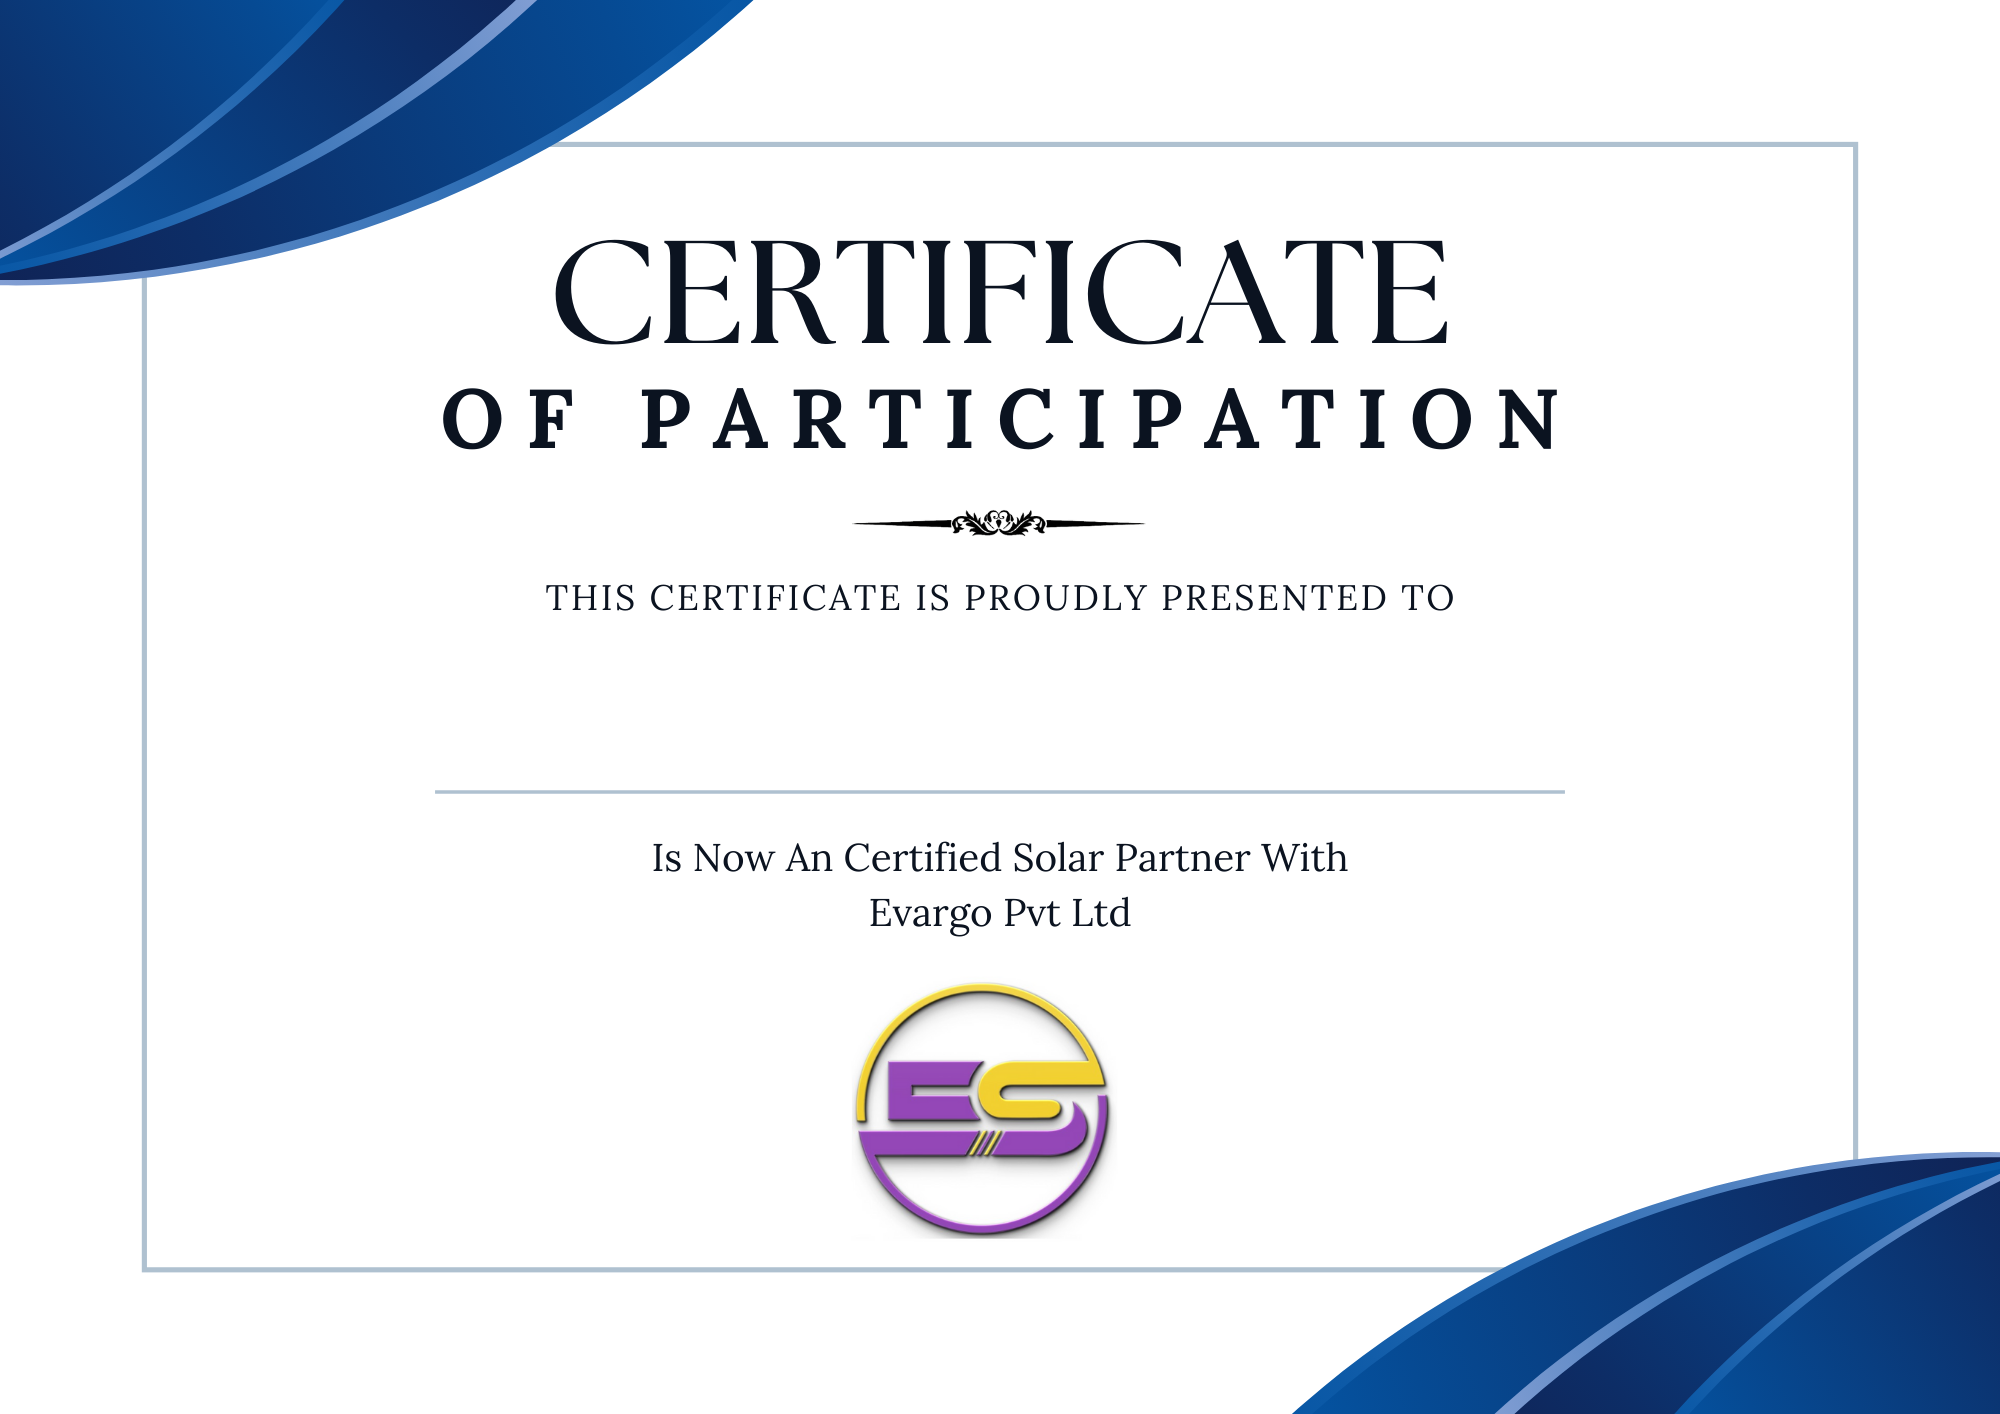 CERTIFICATE
OF PARTICIPATION
THIS CERTIFICATE IS PROUDLY PRESENTED TO
Is Now An Certified Solar Partner With
Evargo Pvt Ltd
ES